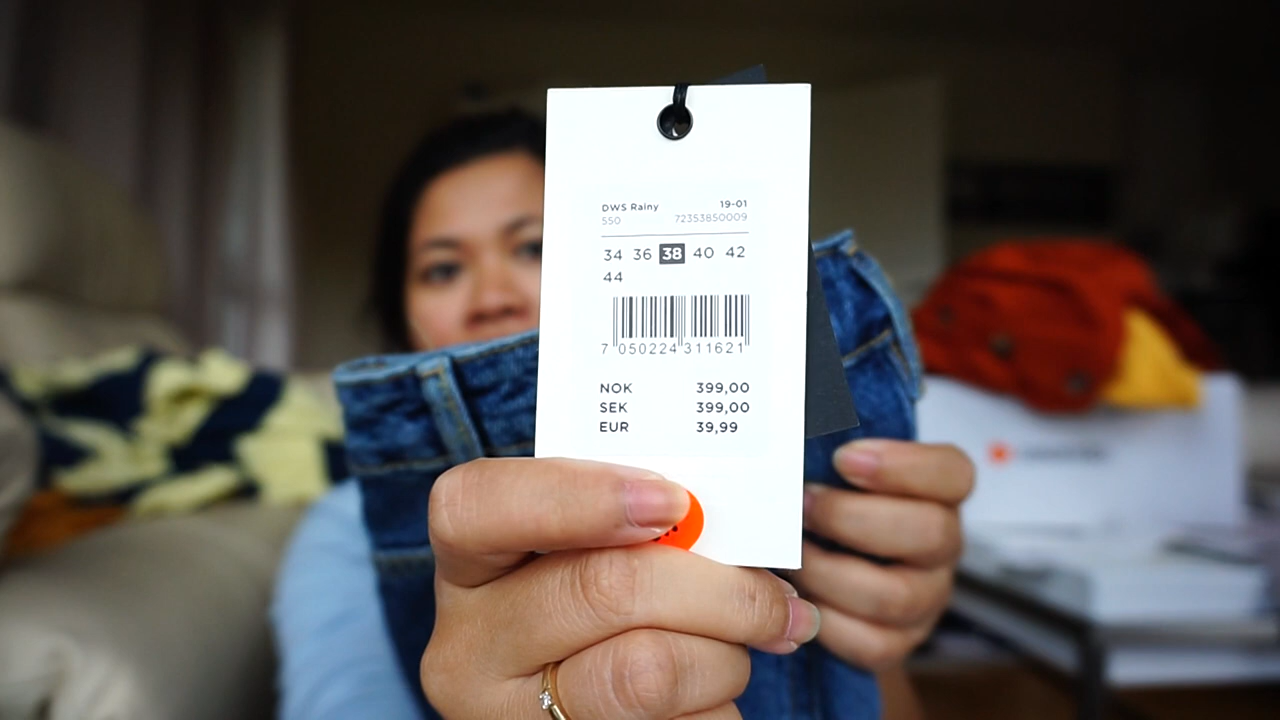 DWS Rainy 19-01
550 72353850009
34 36 38 40 42
44
7 050224 311621
NOK 399,00
SEK 399,00
EUR 39,99